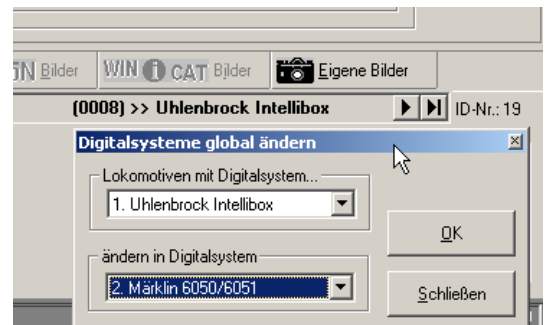 Bilder WIN i CAT Bilder Eigene Bilder
(0008) >> Uhlenbrock Intellibox ID-Nr.: 19
Digitalsysteme global ändern
Lokomotiven mit Digitalsystem...
1. Uhlenbrock Intellibox
OK
ändern in Digitalsystem
2. Märklin 6050/6051
Schließen